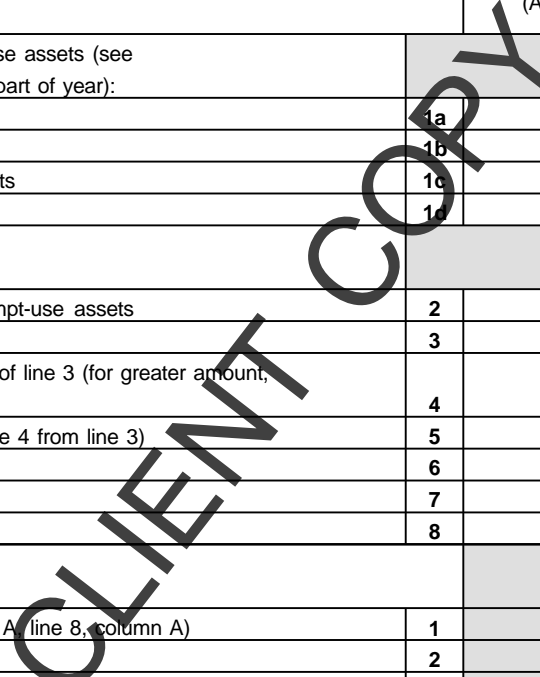 (A
se assets (see
part of year):
1a
1b
ts 1c
1d
mpt-use assets 2
3
of line 3 (for greater amount,
4
e 4 from line 3) 5
6
7
8
A, line 8, column A) 1
2
CLIENT COPY